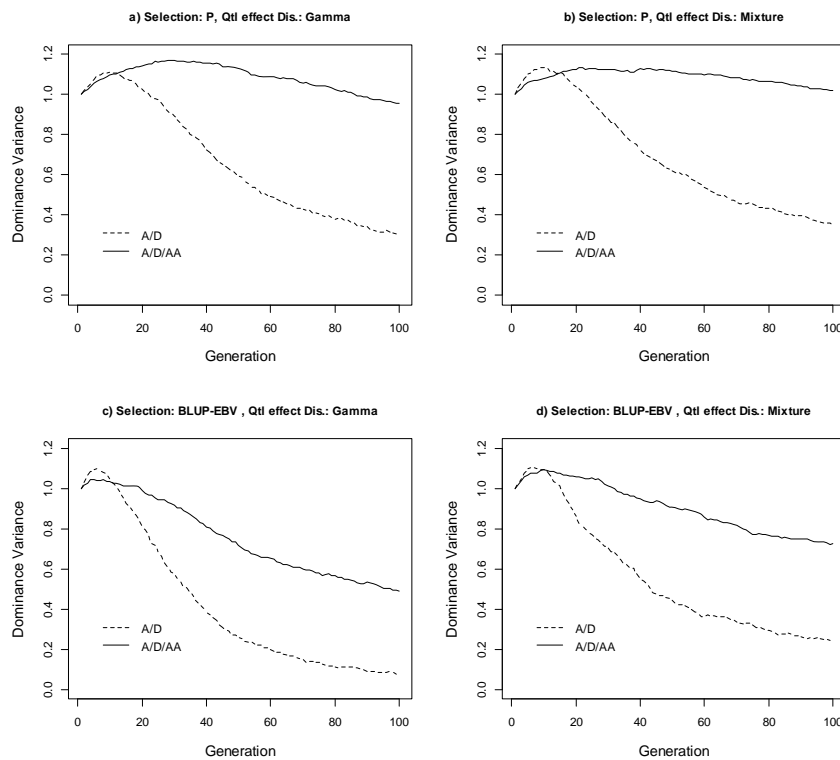 a) Selection: P, Qtl effect Dis.: Gamma
Dominance Variance
0.0 0.2 0.4 0.6 0.8 1.0 1.2
A/D
A/D/AA
0 20 40 60 80 100
Generation
b) Selection: P, Qtl effect Dis.: Mixture
Dominance Variance
0.0 0.2 0.4 0.6 0.8 1.0 1.2
A/D
A/D/AA
0 20 40 60 80 100
Generation
c) Selection: BLUP-EBV , Qtl effect Dis.: Gamma
Dominance Variance
0.0 0.2 0.4 0.6 0.8 1.0 1.2
A/D
A/D/AA
0 20 40 60 80 100
Generation
d) Selection: BLUP-EBV , Qtl effect Dis.: Mixture
Dominance Variance
0.0 0.2 0.4 0.6 0.8 1.0 1.2
A/D
A/D/AA
0 20 40 60 80 100
Generation